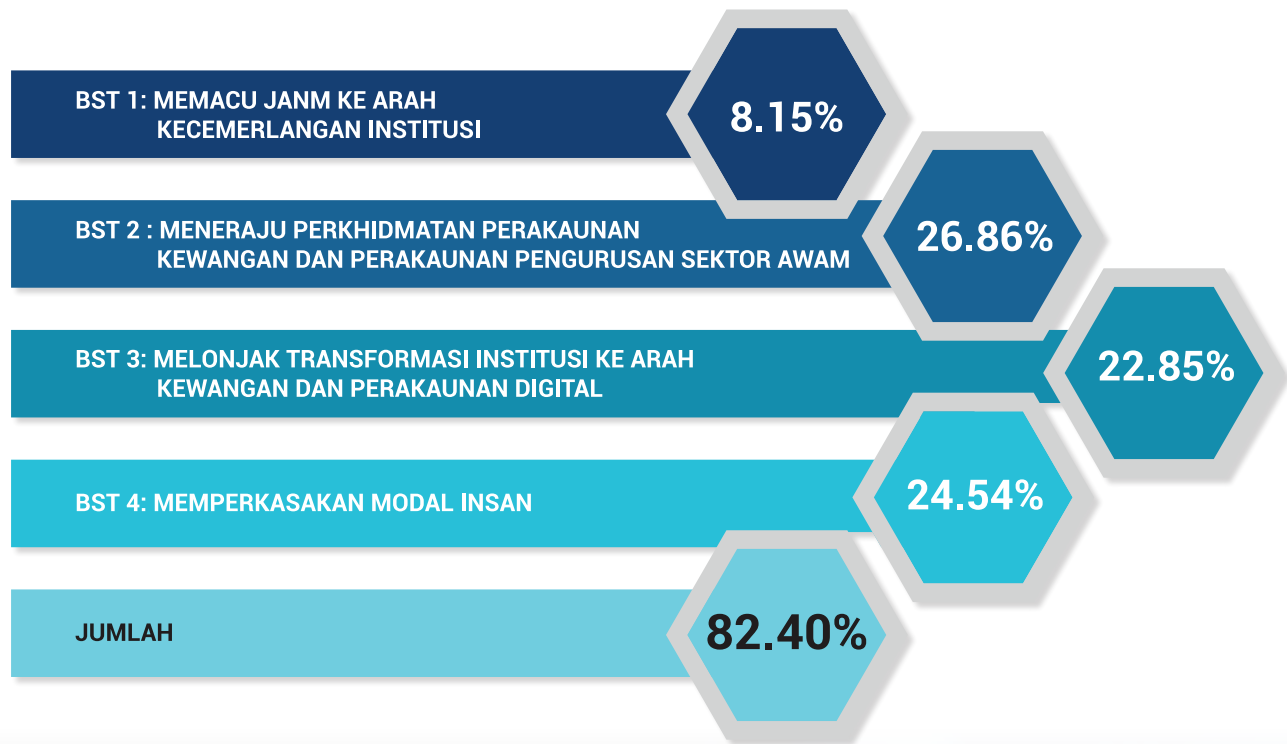 BST 1: MEMACU JANM KE ARAH
KECEMERLANGAN INSTITUSI
8.15%
BST 2 : MENERAJU PERKHIDMATAN PERAKAUNAN
KEWANGAN DAN PERAKAUNAN PENGURUSAN SEKTOR AWAM
26.86%
BST 3: MELONJAK TRANSFORMASI INSTITUSI KE ARAH
KEWANGAN DAN PERAKAUNAN DIGITAL
22.85%
BST 4: MEMPERKASAKAN MODAL INSAN
24.54%
JUMLAH
82.40%